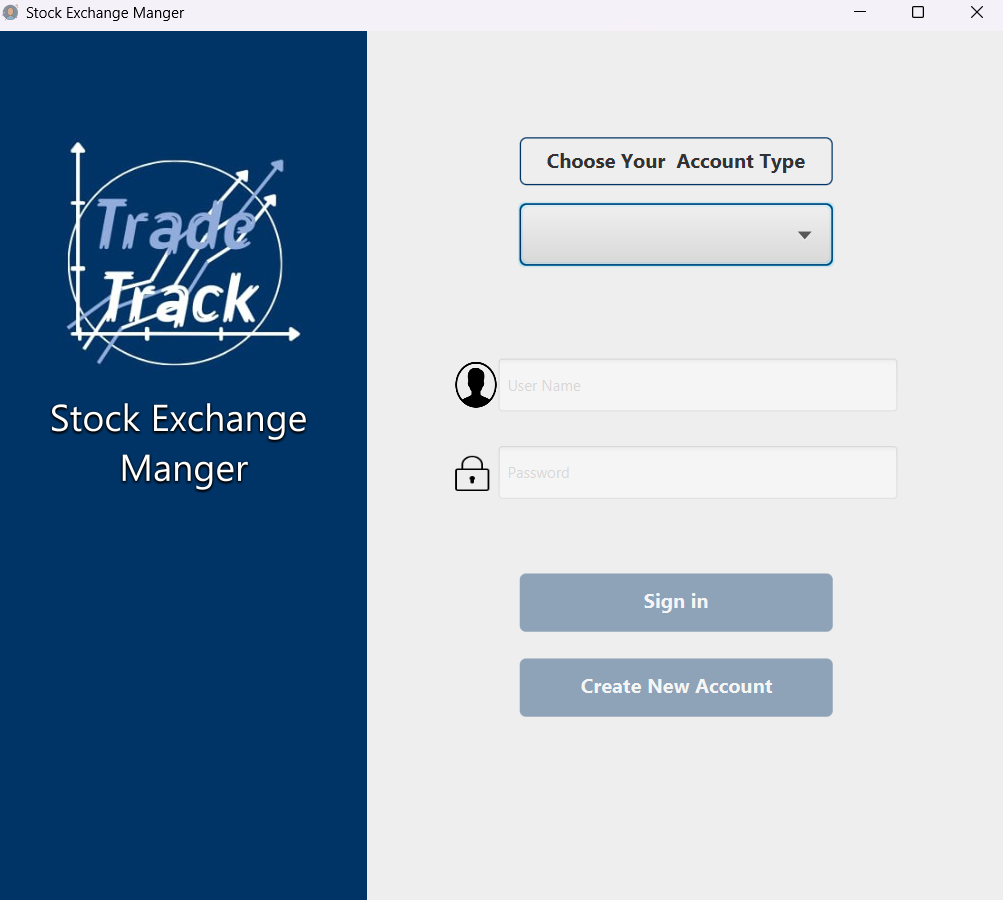 Stock Exchange Manger
Trade
Track
Stock Exchange
Manger
Choose Your  Account Type
User Name
Password
Sign in
Create New Account